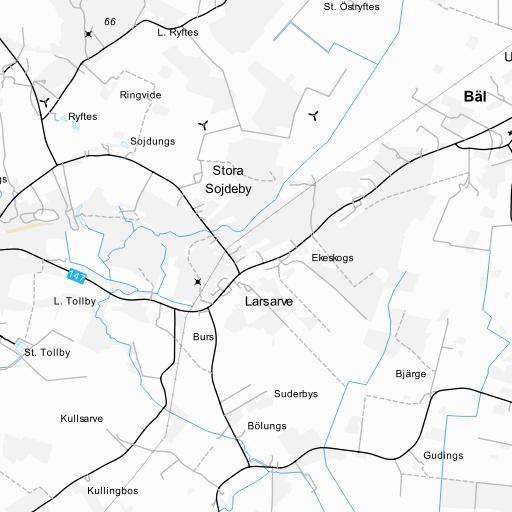 St. Östryftes
66
L. Ryftes
Ringvide
Bäl
Ryftes
Sojdungs
Stora
Sojdeby
Ekeskogs
147
L. Tollby
Larsarve
Burs
St. Tollby
Bjärge
Suderbys
Kullsarve
Bölungs
Gudings
Kullingbos